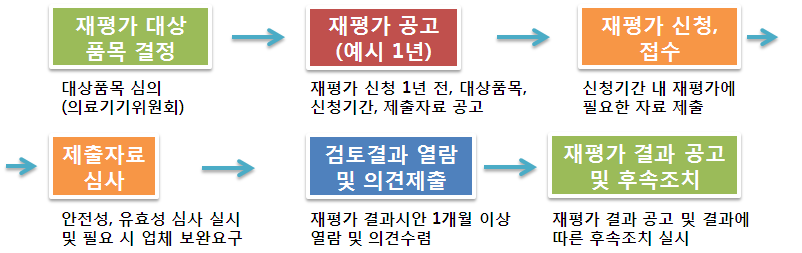 재평가 대상
품목 결정
대상품목 심의
(의료기기위원회)
재평가 공고
(예시 1년)
재평가 신청 1년 전, 대상품목,
신청기간, 제출자료 공고
재평가 신청,
접수
신청기간 내 재평가에
필요한 자료 제출
제출자료
심사
안전성, 유효성 심사 실시
및 필요 시 업체 보완요구
검토결과 열람
및 의견제출
재평가 결과시안 1개월 이상
열람 및 의견수렴
재평가 결과 공고
및 후속조치
재평가 결과 공고 및 결과에
따른 후속조치 실시